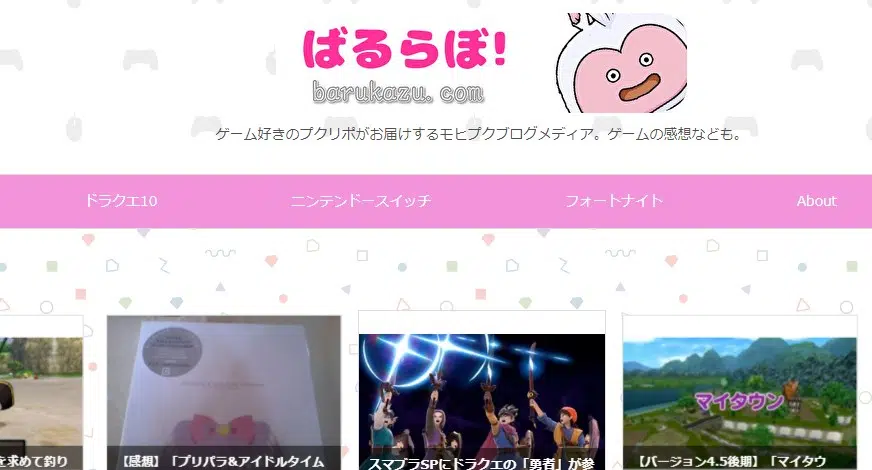 ばるらぼ!
barukazu.com
ゲーム好きのプクリポがお届けするモヒプクブログメディア。ゲームの感想なども。
ドラクエ10 ニンテンドースイッチ フォートナイト About
マイタウン
を求めて釣り
【感想】「プリパラ&アイドルタイム
スマブラSPにドラクエの「勇者」が参
【バージョン4.5後期】「マイタウ